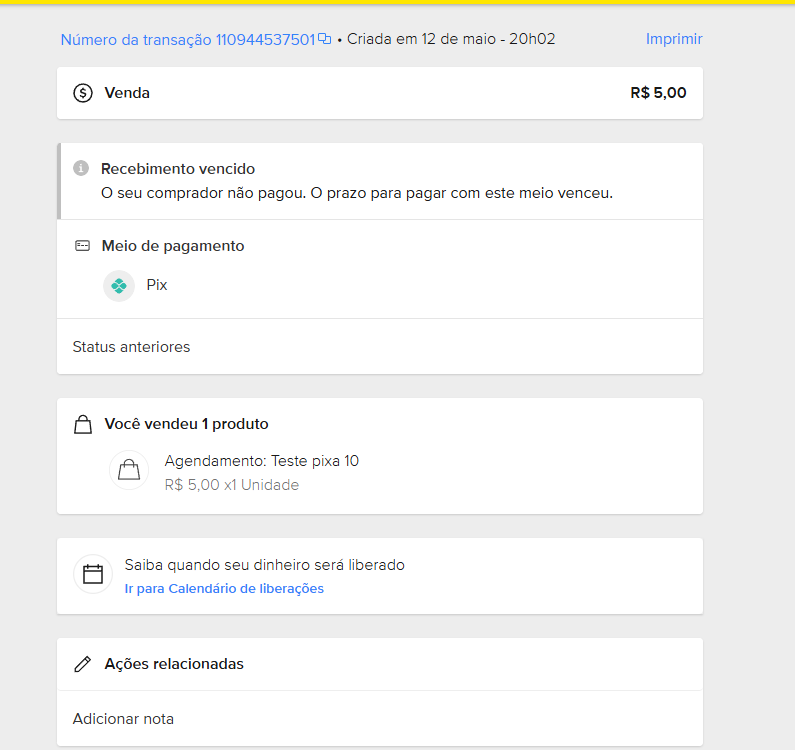 Número da transação 110944537501 • Criada em 12 de maio - 20h02 Imprimir
Venda R$ 5,00
Recebimento vencido
O seu comprador não pagou. O prazo para pagar com este meio venceu.
Meio de pagamento
Pix
Status anteriores
Você vendeu 1 produto
Agendamento: Teste pixa 10
R$ 5,00 x1 Unidade
Saiba quando seu dinheiro será liberado
Ir para Calendário de liberações
Ações relacionadas
Adicionar nota